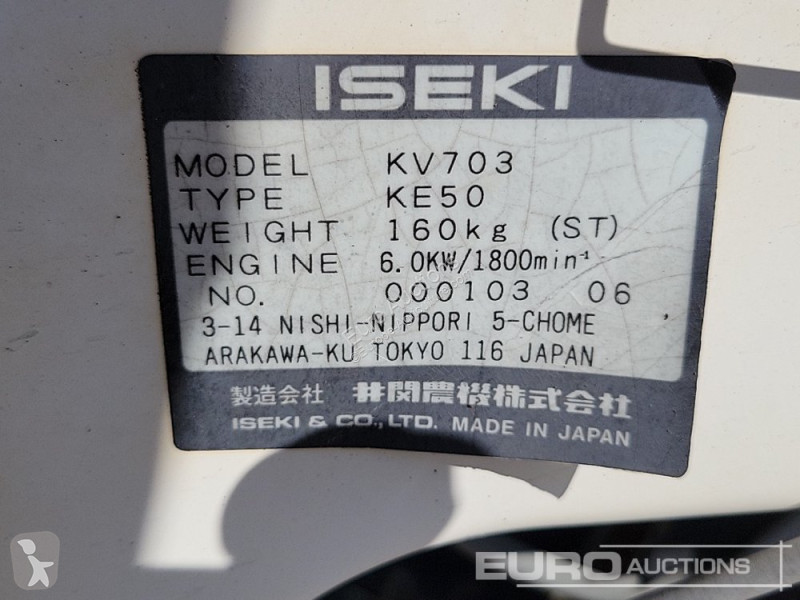 ISEKI
MODEL KV703
TYPE KE50
WEIGHT 160kg (ST)
ENGINE 6.0KW/1800min⁻¹
NO. 000103 06
3-14 NISHI-NIPPORI 5-CHOME
ARAKAWA-KU TOKYO 116 JAPAN
製造会社 井関農機株式会社
ISEKI & CO., LTD. MADE IN JAPAN
EURO AUCTIONS